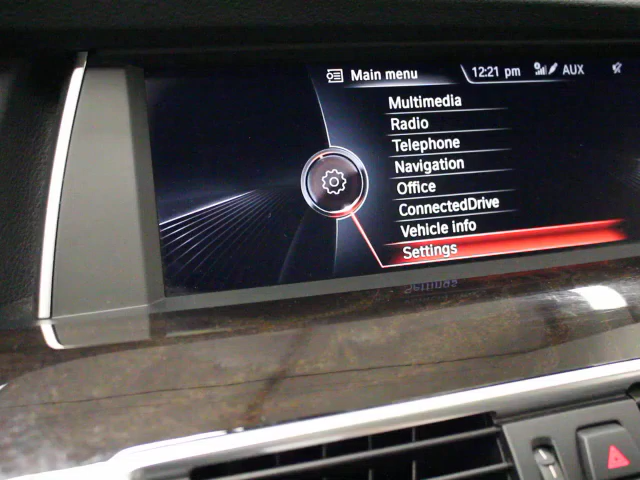 Main menu
12:21 pm
AUX
Multimedia
Radio
Telephone
Navigation
Office
ConnectedDrive
Vehicle info
Settings